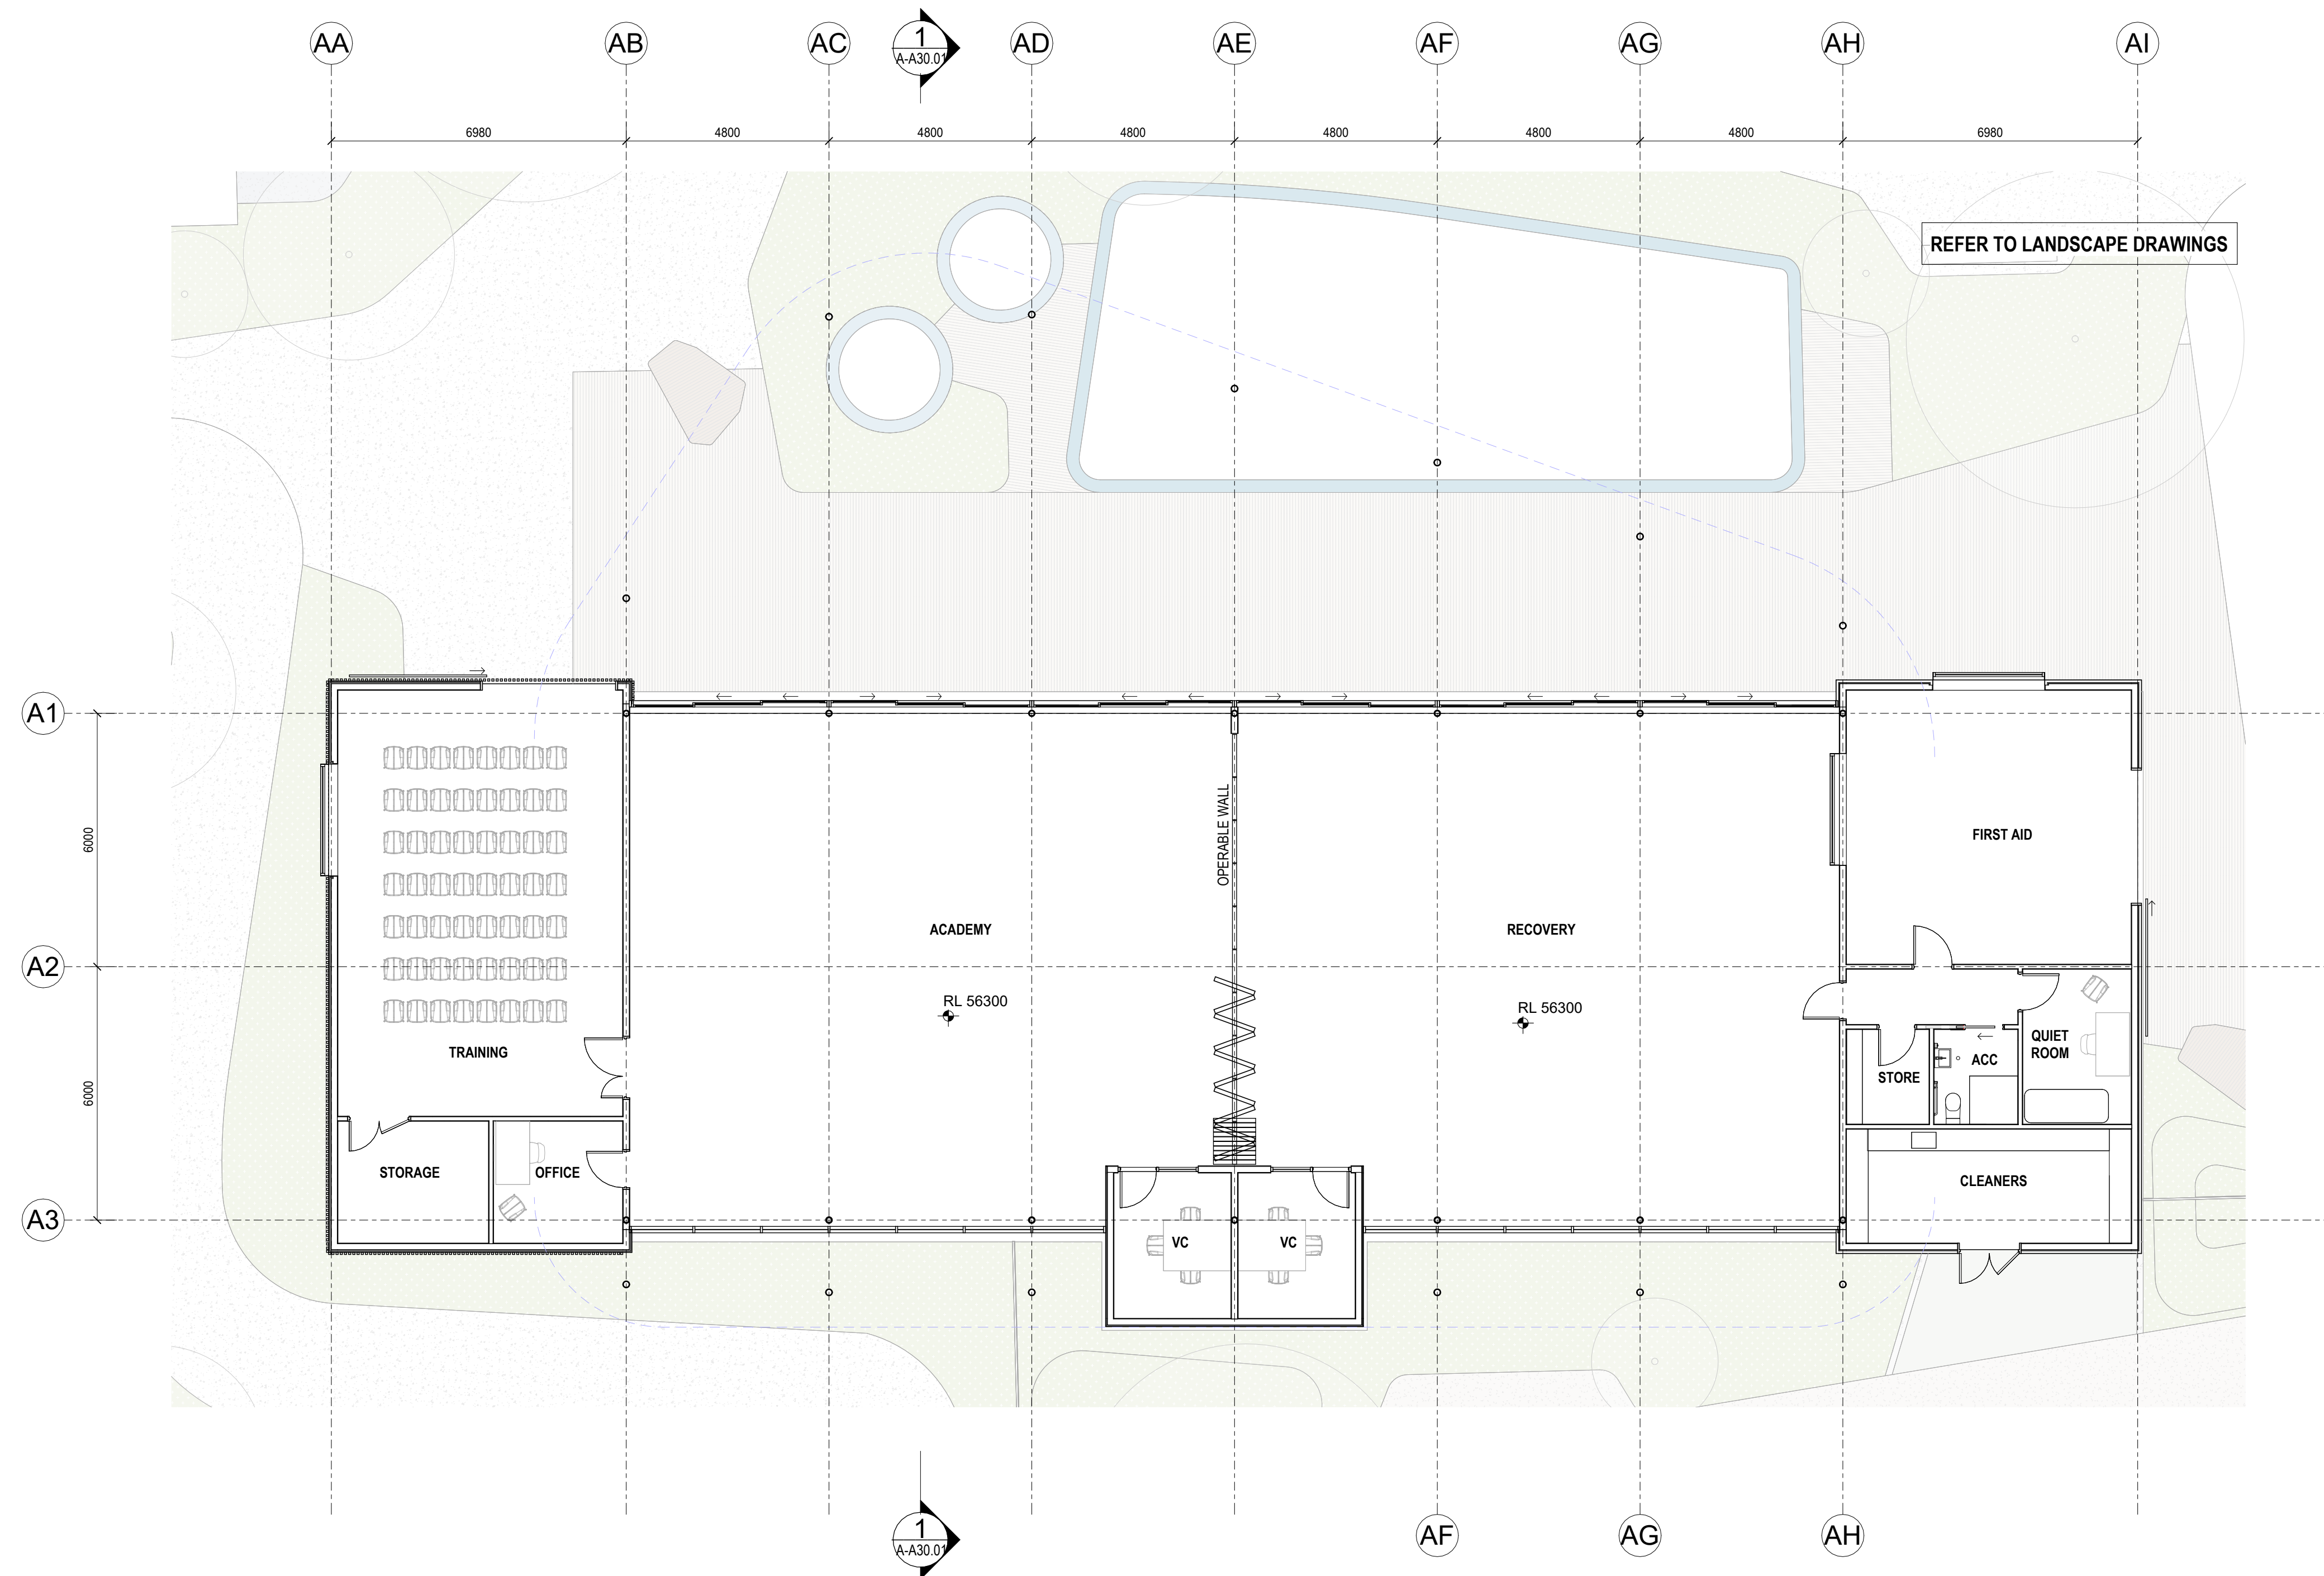 AA AB AC AD AE AF AG AH AI
1
A-A30.01
6980 4800 4800 4800 4800 4800 4800 6980
REFER TO LANDSCAPE DRAWINGS
A1
6000
OPERABLE WALL
FIRST AID
ACADEMY
RECOVERY
A2
RL 56300
RL 56300
TRAINING
QUIET
ROOM
ACC
STORE
6000
STORAGE
OFFICE
CLEANERS
A3
VC
VC
1
A-A30.01
AF AG AH